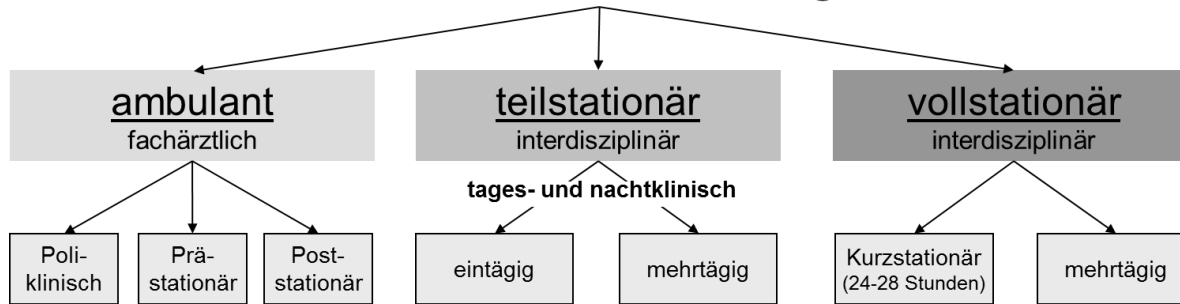 ambulant
fachärztlich
teilstationär
interdisziplinär
vollstationär
interdisziplinär
tages- und nachtklinisch
Poli-
klinisch
Prä-
stationär
Post-
stationär
eintägig
mehrtägig
Kurzstationär
(24-28 Stunden)
mehrtägig